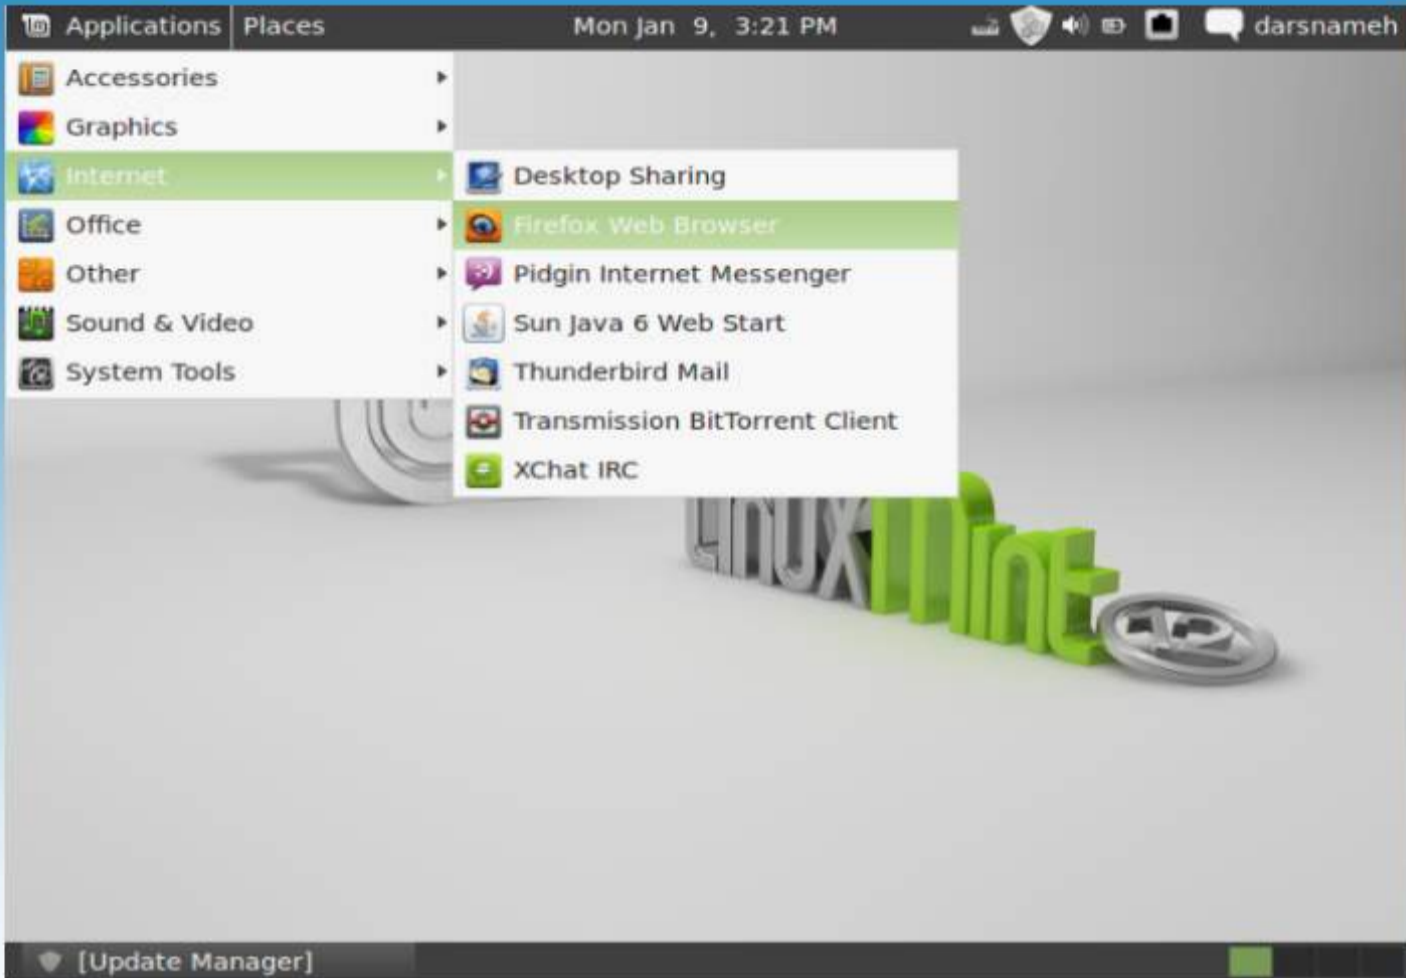 Applications Places Mon Jan 9, 3:21 PM darsnameh
Accessories
Graphics
Internet
Office
Other
Sound & Video
System Tools
Desktop Sharing
Firefox Web Browser
Pidgin Internet Messenger
Sun Java 6 Web Start
Thunderbird Mail
Transmission BitTorrent Client
XChat IRC
Linux Mint 12
[Update Manager]